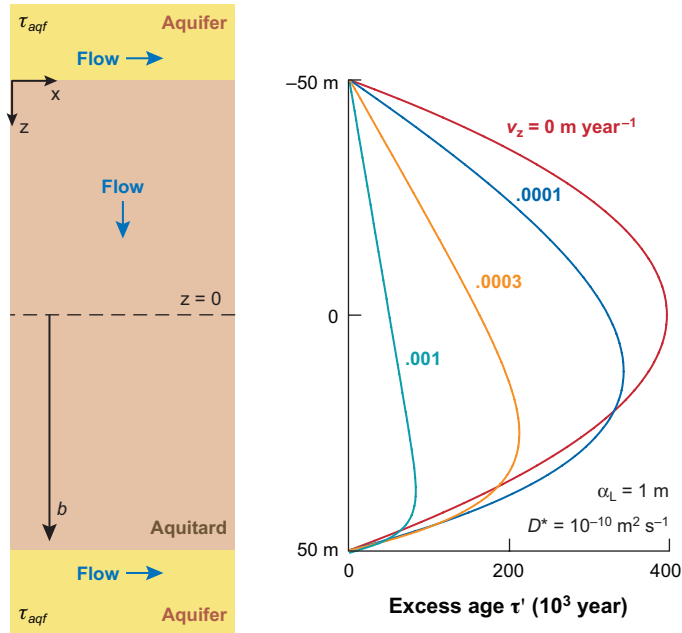 τaqf
Aquifer
Flow
x
z
Flow
z = 0
b
Aquitard
Flow
τaqf
Aquifer
–50 m
vz = 0 m year–1
.0001
.0003
0
.001
αL = 1 m
D* = 10–10 m2 s–1
50 m
0
200
400
Excess age τ' (103 year)